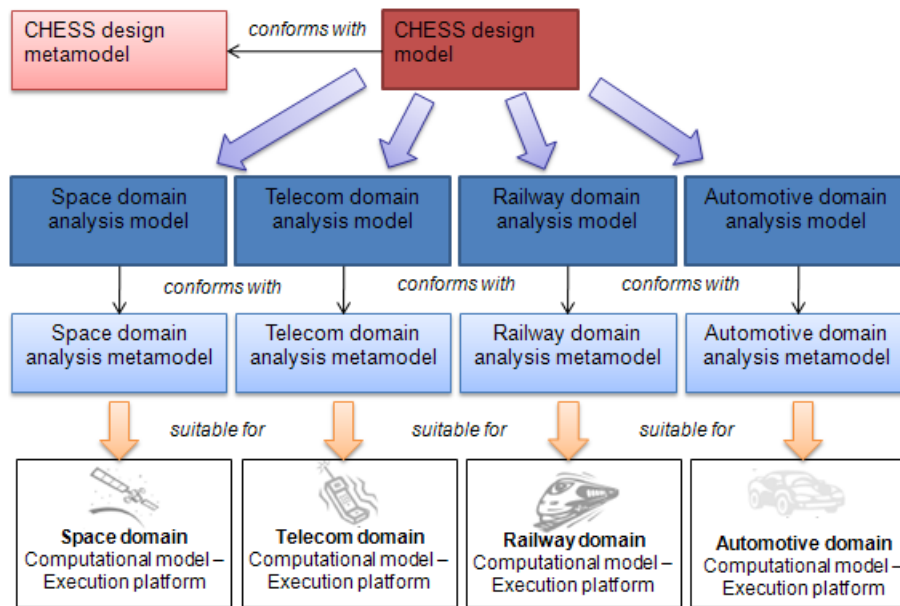 CHESS design
metamodel
conforms with
CHESS design
model
Space domain
analysis model
Telecom domain
analysis model
Railway domain
analysis model
Automotive domain
analysis model
conforms with
conforms with
conforms with
Space domain
analysis metamodel
Telecom domain
analysis metamodel
Railway domain
analysis metamodel
Automotive domain
analysis metamodel
suitable for
suitable for
suitable for
Space domain
Computational model –
Execution platform
Telecom domain
Computational model –
Execution platform
Railway domain
Computational model –
Execution platform
Automotive domain
Computational model –
Execution platform